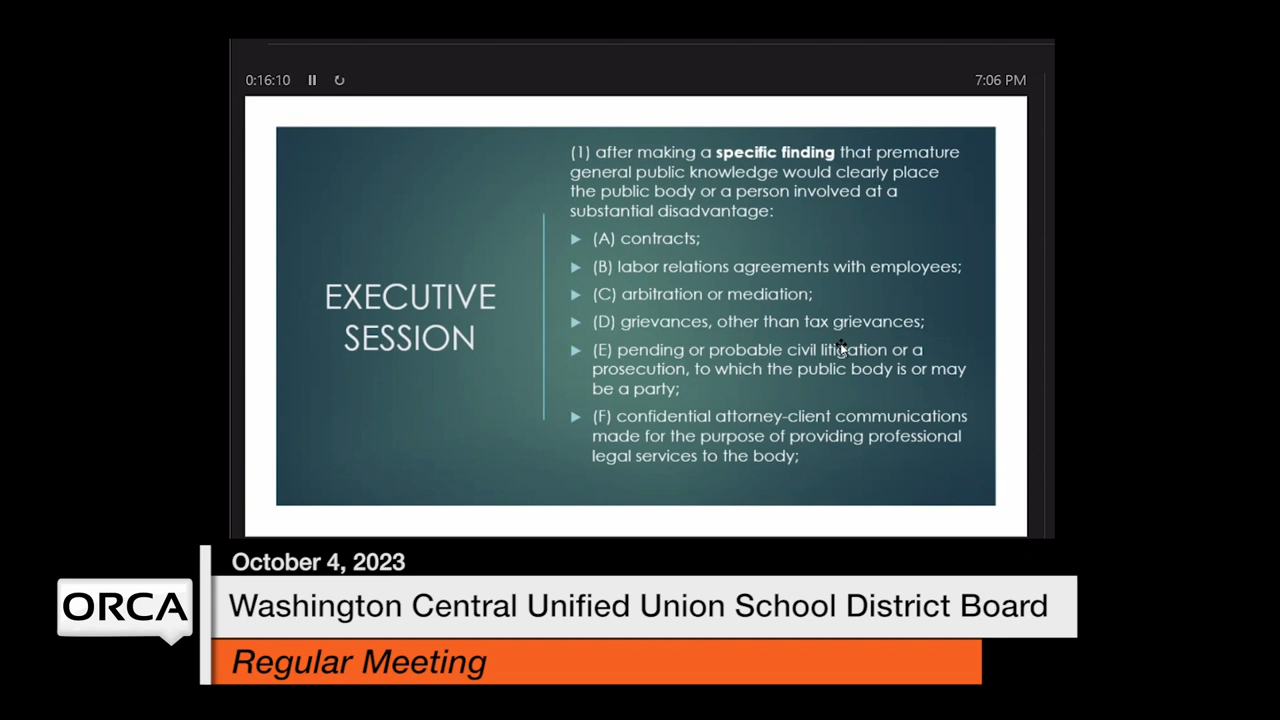 0:16:10
7:06 PM
EXECUTIVE
SESSION
(1) after making a specific finding that premature
general public knowledge would clearly place
the public body or a person involved at a
substantial disadvantage:
(A) contracts;
(B) labor relations agreements with employees;
(C) arbitration or mediation;
(D) grievances, other than tax grievances;
(E) pending or probable civil litigation or a
prosecution, to which the public body is or may
be a party;
(F) confidential attorney-client communications
made for the purpose of providing professional
legal services to the body;
October 4, 2023
ORCA
Washington Central Unified Union School District Board
Regular Meeting